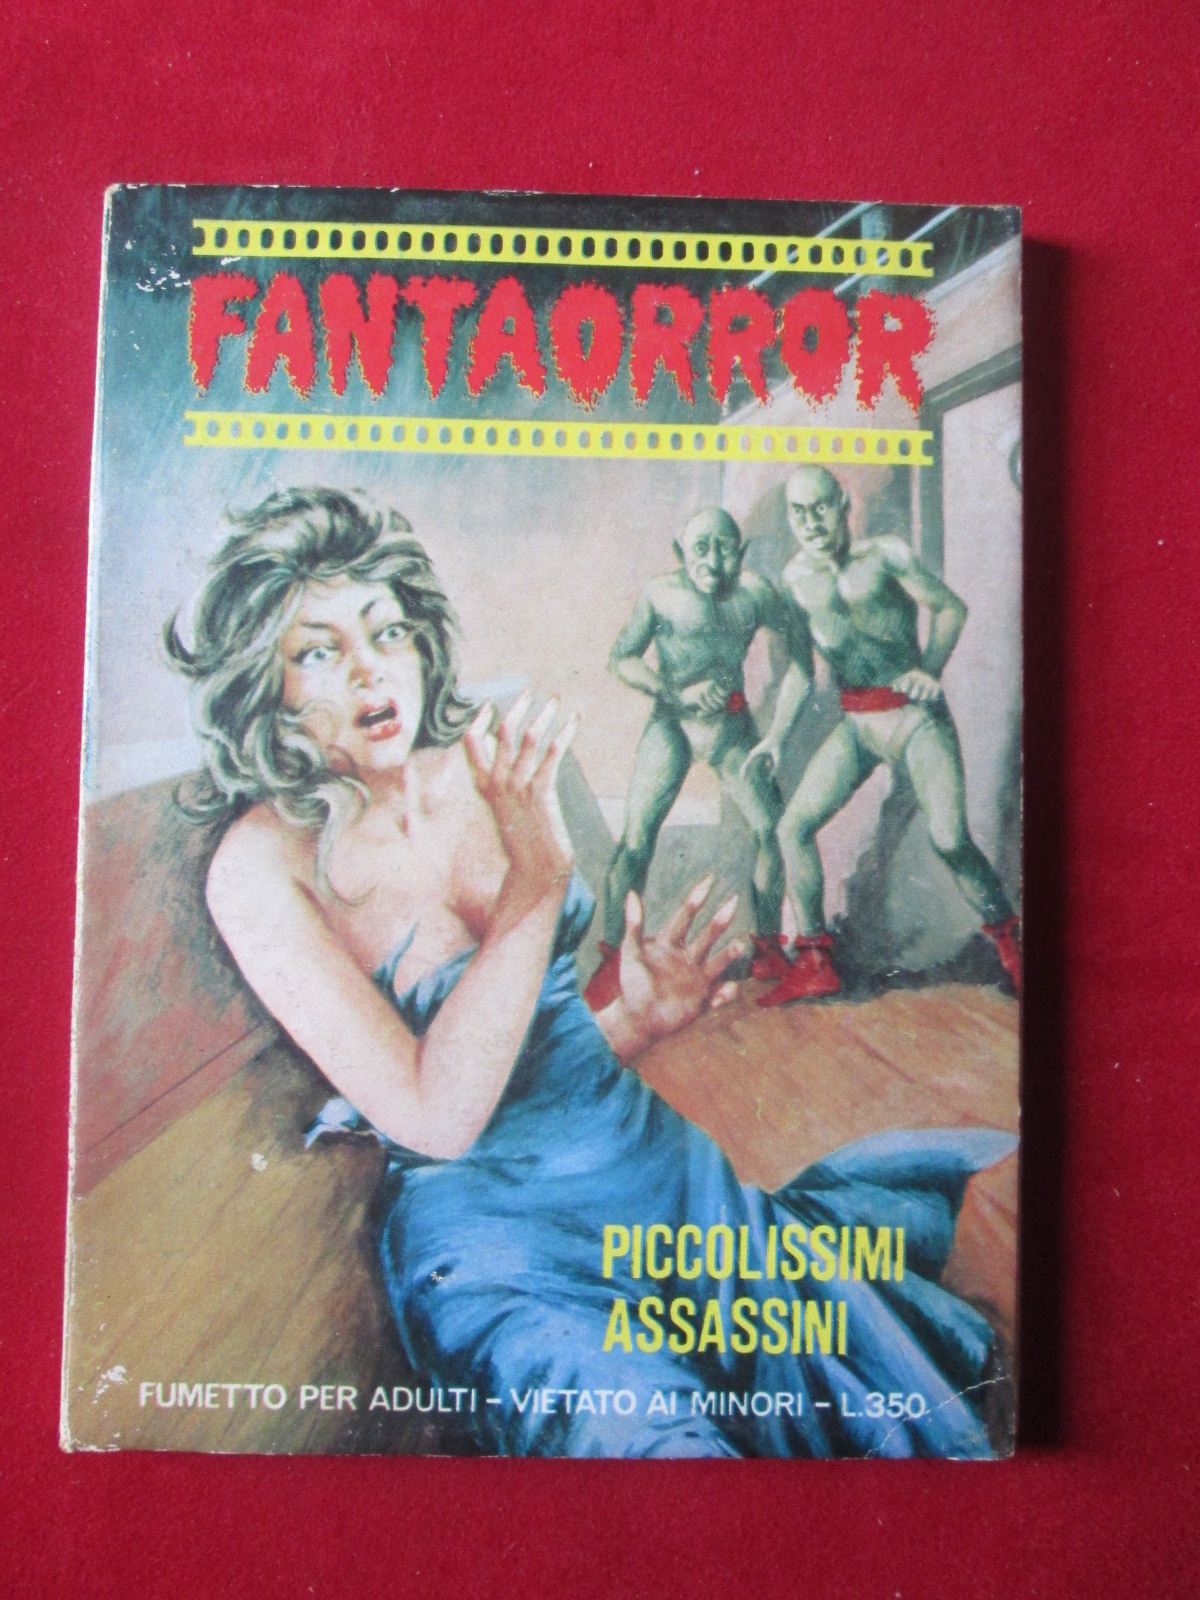 FANTAORROR
PICCOLISSIMI
ASSASSINI
FUMETTO PER ADULTI – VIETATO AI MINORI – L.350